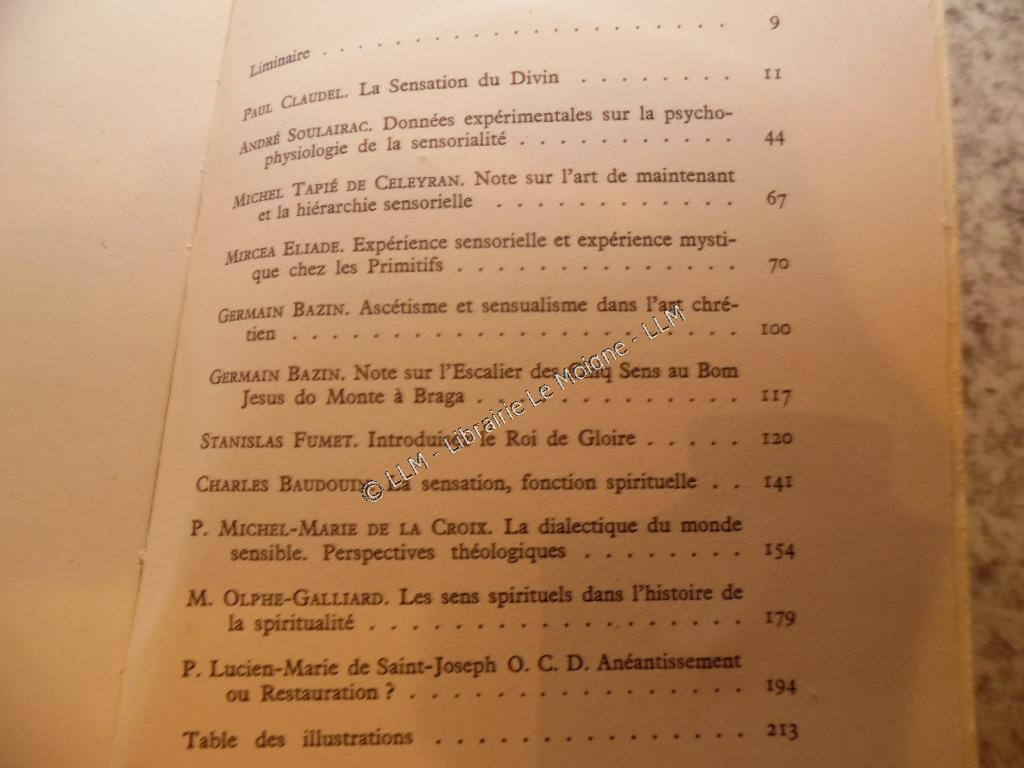 Liminaire . . . . . . . . . . . . . . . . . . 9
PAUL CLAUDEL. La Sensation du Divin . . . . . . . . 11
ANDRÉ SOULAIRAC. Données expérimentales sur la psycho-
physiologie de la sensorialité . . . . . . . . . . . 44
MICHEL TAPIÉ DE CELEYRAN. Note sur l'art de maintenant
et la hiérarchie sensorielle . . . . . . . . . . . . 67
MIRCEA ELIADE. Expérience sensorielle et expérience mysti-
que chez les Primitifs . . . . . . . . . . . . . . 70
GERMAIN BAZIN. Ascétisme et sensualisme dans l'art chré-
tien . . . . . . . . . . . . . . . . . . . . . . 100
GERMAIN BAZIN. Note sur l'Escalier des Cinq Sens au Bom
Jesus do Monte à Braga . . . . . . . . . . . . . 117
STANISLAS FUMET. Introduing le Roi de Gloire . . . . . 120
CHARLES BAUDOUIN. La sensation, fonction spirituelle . . 141
P. MICHEL-MARIE DE LA CROIX. La dialectique du monde
sensible. Perspectives théologiques . . . . . . . . 154
M. OLPHE-GALLIARD. Les sens spirituels dans l'histoire de
la spiritualité . . . . . . . . . . . . . . . . . . 179
P. LUCIEN-MARIE DE SAINT-JOSEPH O. C. D. Anéantissement
ou Restauration ? . . . . . . . . . . . . . . . . 194
Table des illustrations . . . . . . . . . . . . . . . 213
© LLM - Librairie Le Moigne - LLM